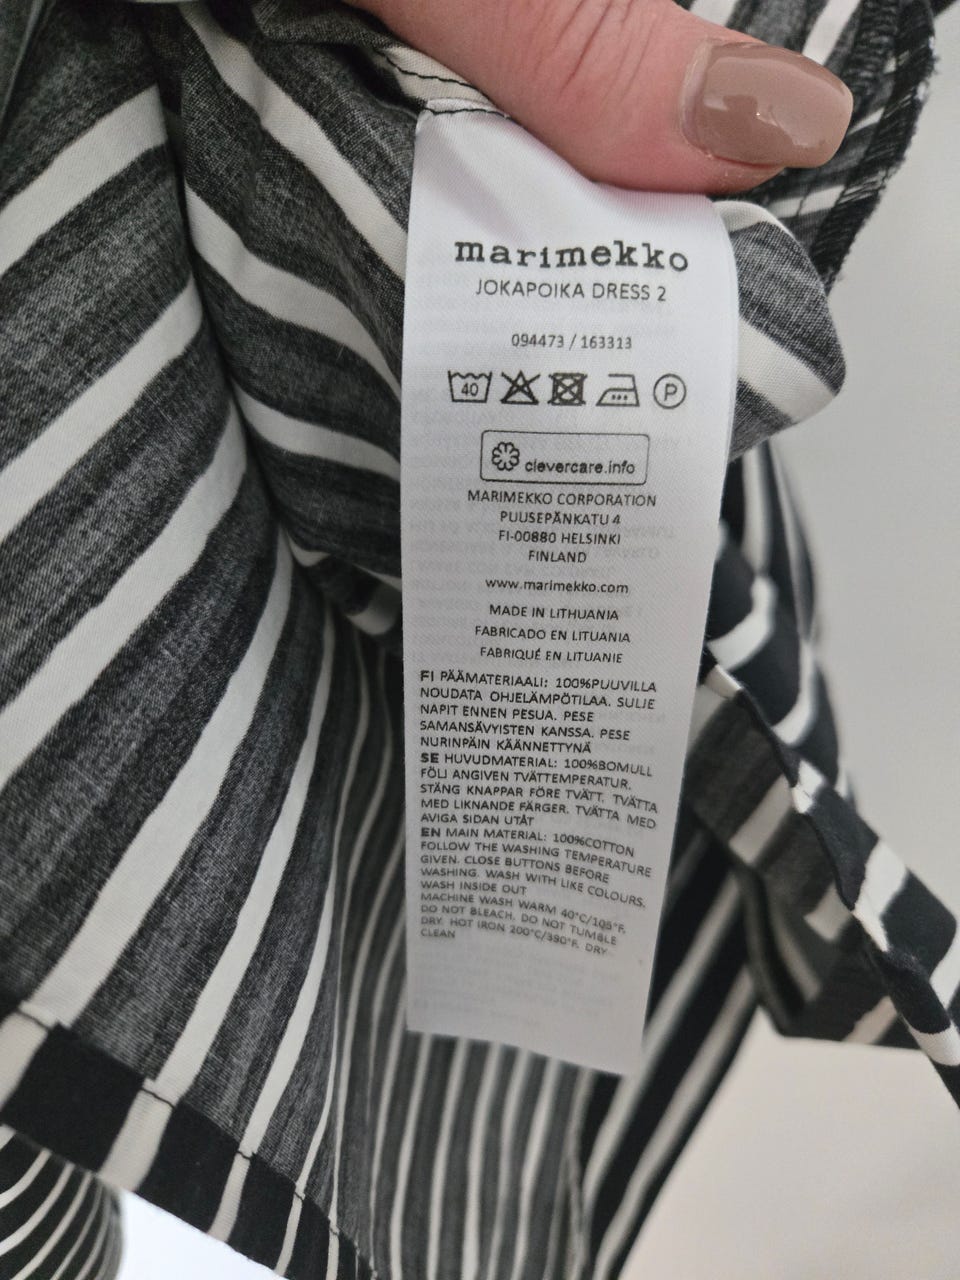 marimekko
JOKAPOIKA DRESS 2
094473 / 163313
40
P
clevercare.info
MARIMEKKO CORPORATION
PUUSEPÄNKATU 4
FI-00880 HELSINKI
FINLAND
www.marimekko.com
MADE IN LITHUANIA
FABRICADO EN LITUANIA
FABRIQUÉ EN LITUANIE
FI PÄÄMATERIAALI: 100%PUUVILLA
NOUDATA OHJELÄMPÖTILAA. SULJE
NAPIT ENNEN PESUA. PESE
SAMANSÄVYISTEN KANSSA. PESE
NURINPÄIN KÄÄNNETTYNÄ
SE HUVUDMATERIAL: 100%BOMULL
FÖLJ ANGIVEN TVÄTTEMPERATUR.
STÄNG KNAPPAR FÖRE TVÄTT. TVÄTTA
MED LIKNANDE FÄRGER. TVÄTTA MED
AVIGA SIDAN UTÅT
EN MAIN MATERIAL: 100%COTTON
FOLLOW THE WASHING TEMPERATURE
GIVEN. CLOSE BUTTONS BEFORE
WASHING. WASH WITH LIKE COLOURS.
WASH INSIDE OUT
MACHINE WASH WARM 40°C/105°F.
DO NOT BLEACH. DO NOT TUMBLE
DRY. HOT IRON 200°C/390°F. DRY
CLEAN